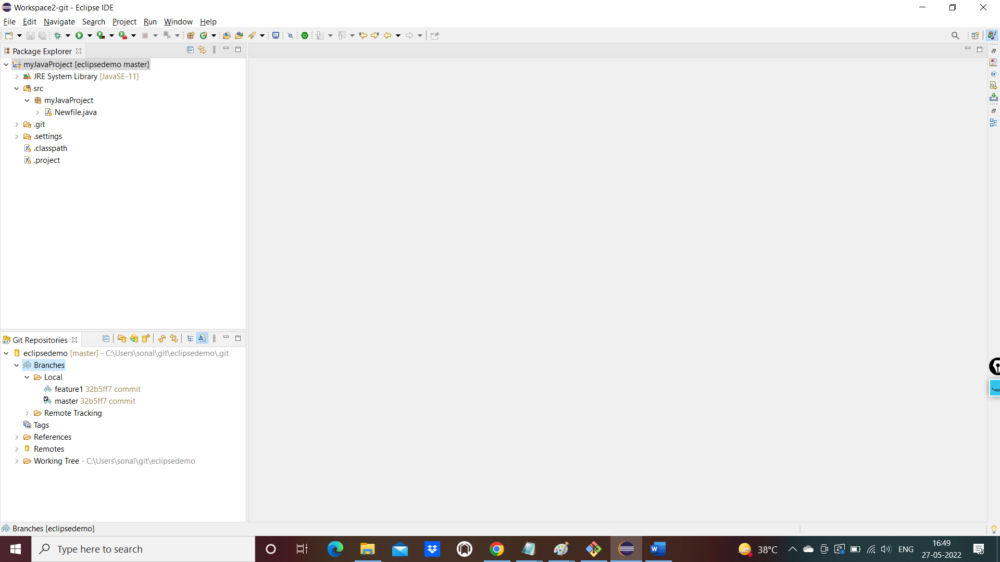 Workspace2-git - Eclipse IDE
File Edit Navigate Search Project Run Window Help
Package Explorer
myJavaProject [eclipsedemo master]
JRE System Library [JavaSE-11]
src
myJavaProject
Newfile.java
.git
.settings
.classpath
.project
Git Repositories
eclipsedemo [master] - C:\Users\sonal\git\eclipsedemo\.git
Branches
Local
feature1 32b5ff7 commit
master 32b5ff7 commit
Remote Tracking
Tags
References
Remotes
Working Tree - C:\Users\sonal\git\eclipsedemo
Branches [eclipsedemo]
Type here to search
38°C
ENG
16:49
27-05-2022